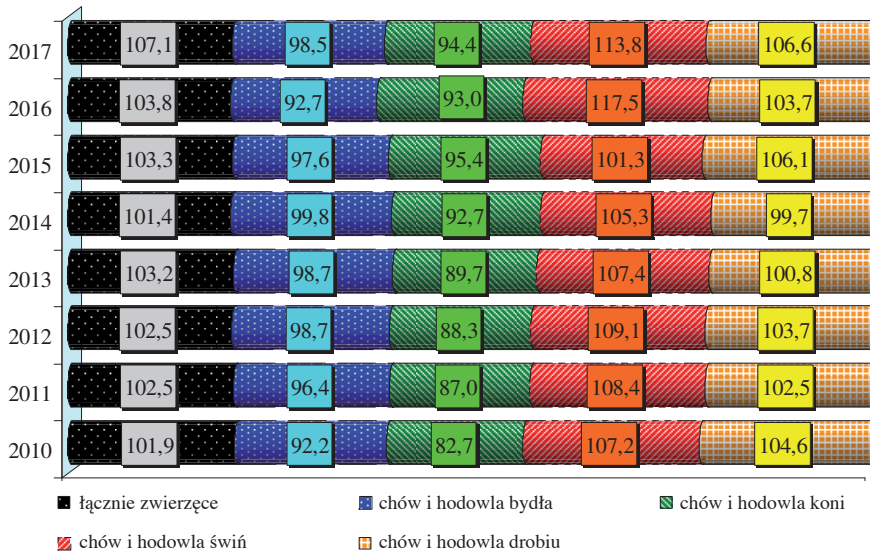 2017 107,1 98,5 94,4 113,8 106,6
2016 103,8 92,7 93,0 117,5 103,7
2015 103,3 97,6 95,4 101,3 106,1
2014 101,4 99,8 92,7 105,3 99,7
2013 103,2 98,7 89,7 107,4 100,8
2012 102,5 98,7 88,3 109,1 103,7
2011 102,5 96,4 87,0 108,4 102,5
2010 101,9 92,2 82,7 107,2 104,6
łącznie zwierzęce chów i hodowla bydła chów i hodowla koni
chów i hodowla świń chów i hodowla drobiu